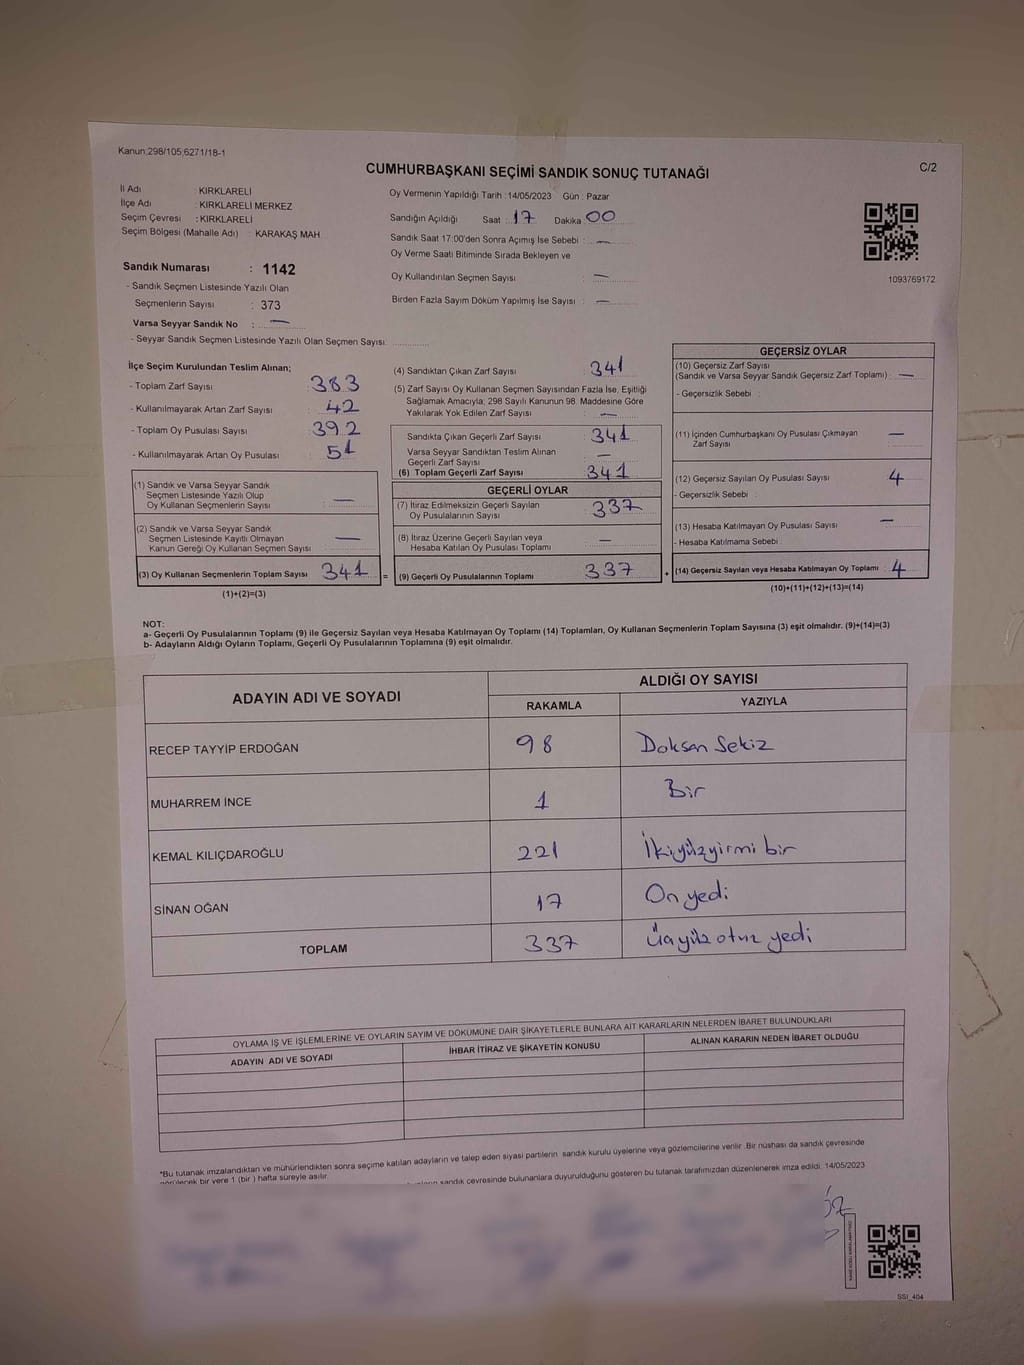 Kanun:298/105;6271/18-1
CUMHURBAŞKANI SEÇİMİ SANDIK SONUÇ TUTANAĞI
C/2
İl Adı : KIRKLARELİ
İlçe Adı : KIRKLARELİ MERKEZ
Seçim Çevresi : KIRKLARELİ
Seçim Bölgesi (Mahalle Adı) : KARAKAŞ MAH.
Sandık Numarası : 1142
- Sandık Seçmen Listesinde Yazılı Olan
Seçmenlerin Sayısı : 373
Varsa Seyyar Sandık No : —
- Seyyar Sandık Seçmen Listesinde Yazılı Olan Seçmen Sayısı:
Oy Vermenin Yapıldığı Tarih : 14/05/2023 Gün : Pazar
Sandığın Açıldığı Saat : 17 Dakika 00
Sandık Saat 17:00'den Sonra Açımış İse Sebebi : —
Oy Verme Saati Bitiminde Sırada Bekleyen ve
Oy Kullandırılan Seçmen Sayısı : —
Birden Fazla Sayım Döküm Yapılmış İse Sayısı : —
1093769172
İlçe Seçim Kurulundan Teslim Alınan;
- Toplam Zarf Sayısı : 383
- Kullanılmayarak Artan Zarf Sayısı : 42
- Toplam Oy Pusulası Sayısı : 392
- Kullanılmayarak Artan Oy Pusulası : 51
(1) Sandık ve Varsa Seyyar Sandık
Seçmen Listesinde Yazılı Olup
Oy Kullanan Seçmenlerin Sayısı : —
(2) Sandık ve Varsa Seyyar Sandık
Seçmen Listesinde Kayıtlı Olmayan
Kanun Gereği Oy Kullanan Seçmen Sayısı : —
(3) Oy Kullanan Seçmenlerin Toplam Sayısı : 341
(1)+(2)=(3)
(4) Sandıktan Çıkan Zarf Sayısı : 341
(5) Zarf Sayısı Oy Kullanan Seçmen Sayısından Fazla İse, Eşitliği
Sağlamak Amacıyla; 298 Sayılı Kanunun 98. Maddesine Göre
Yakılarak Yok Edilen Zarf Sayısı : —
Sandıkta Çıkan Geçerli Zarf Sayısı : 341
Varsa Seyyar Sandıktan Teslim Alınan
Geçerli Zarf Sayısı : —
(6) Toplam Geçerli Zarf Sayısı : 341
GEÇERLİ OYLAR
(7) İtiraz Edilmeksizin Geçerli Sayılan
Oy Pusulalarının Sayısı : 337
(8) İtiraz Üzerine Geçerli Sayılan veya
Hesaba Katılan Oy Pusulası Toplamı : —
= (9) Geçerli Oy Pusulalarının Toplamı : 337 +
GEÇERSİZ OYLAR
(10) Geçersiz Zarf Sayısı
(Sandık ve Varsa Seyyar Sandık Geçersiz Zarf Toplamı) : —
- Geçersizlik Sebebi :
(11) İçinden Cumhurbaşkanı Oy Pusulası Çıkmayan
Zarf Sayısı : —
(12) Geçersiz Sayılan Oy Pusulası Sayısı : 4
- Geçersizlik Sebebi :
(13) Hesaba Katılmayan Oy Pusulası Sayısı : —
- Hesaba Katılmama Sebebi :
(14) Geçersiz Sayılan veya Hesaba Katılmayan Oy Toplamı : 4
(10)+(11)+(12)+(13)=(14)
NOT:
a- Geçerli Oy Pusulalarının Toplamı (9) ile Geçersiz Sayılan veya Hesaba Katılmayan Oy Toplamı (14) Toplamları, Oy Kullanan Seçmenlerin Toplam Sayısına (3) eşit olmalıdır. (9)+(14)=(3)
b- Adayların Aldığı Oyların Toplamı, Geçerli Oy Pusulalarının Toplamına (9) eşit olmalıdır.
ADAYIN ADI VE SOYADI
ALDIĞI OY SAYISI
RAKAMLA YAZIYLA
RECEP TAYYİP ERDOĞAN 98 Doksan Sekiz
MUHARREM İNCE 1 Bir
KEMAL KILIÇDAROĞLU 221 İkiyüzyirmi bir
SİNAN OĞAN 17 On yedi
TOPLAM 337 Üçyüz otuz yedi
OYLAMA İŞ VE İŞLEMLERİNE VE OYLARIN SAYIM VE DÖKÜMÜNE DAİR ŞİKAYETLERLE BUNLARA AİT KARARLARIN NELERDEN İBARET BULUNDUKLARI
ADAYIN ADI VE SOYADI İHBAR İTİRAZ VE ŞİKAYETİN KONUSU ALINAN KARARIN NEDEN İBARET OLDUĞU
*Bu tutanak imzalandıktan ve mühürlendikten sonra seçime katılan adayların ve talep eden siyasi partilerin sandık kurulu üyelerine veya gözlemcilerine verilir. Bir nüshası da sandık çevresinde
görülecek bir yere 1 (bir) hafta süreyle asılır.
sandık çevresinde bulunanlara duyurulduğunu gösteren bu tutanak tarafımızdan düzenlenerek imza edildi. 14/05/2023
SSI_404